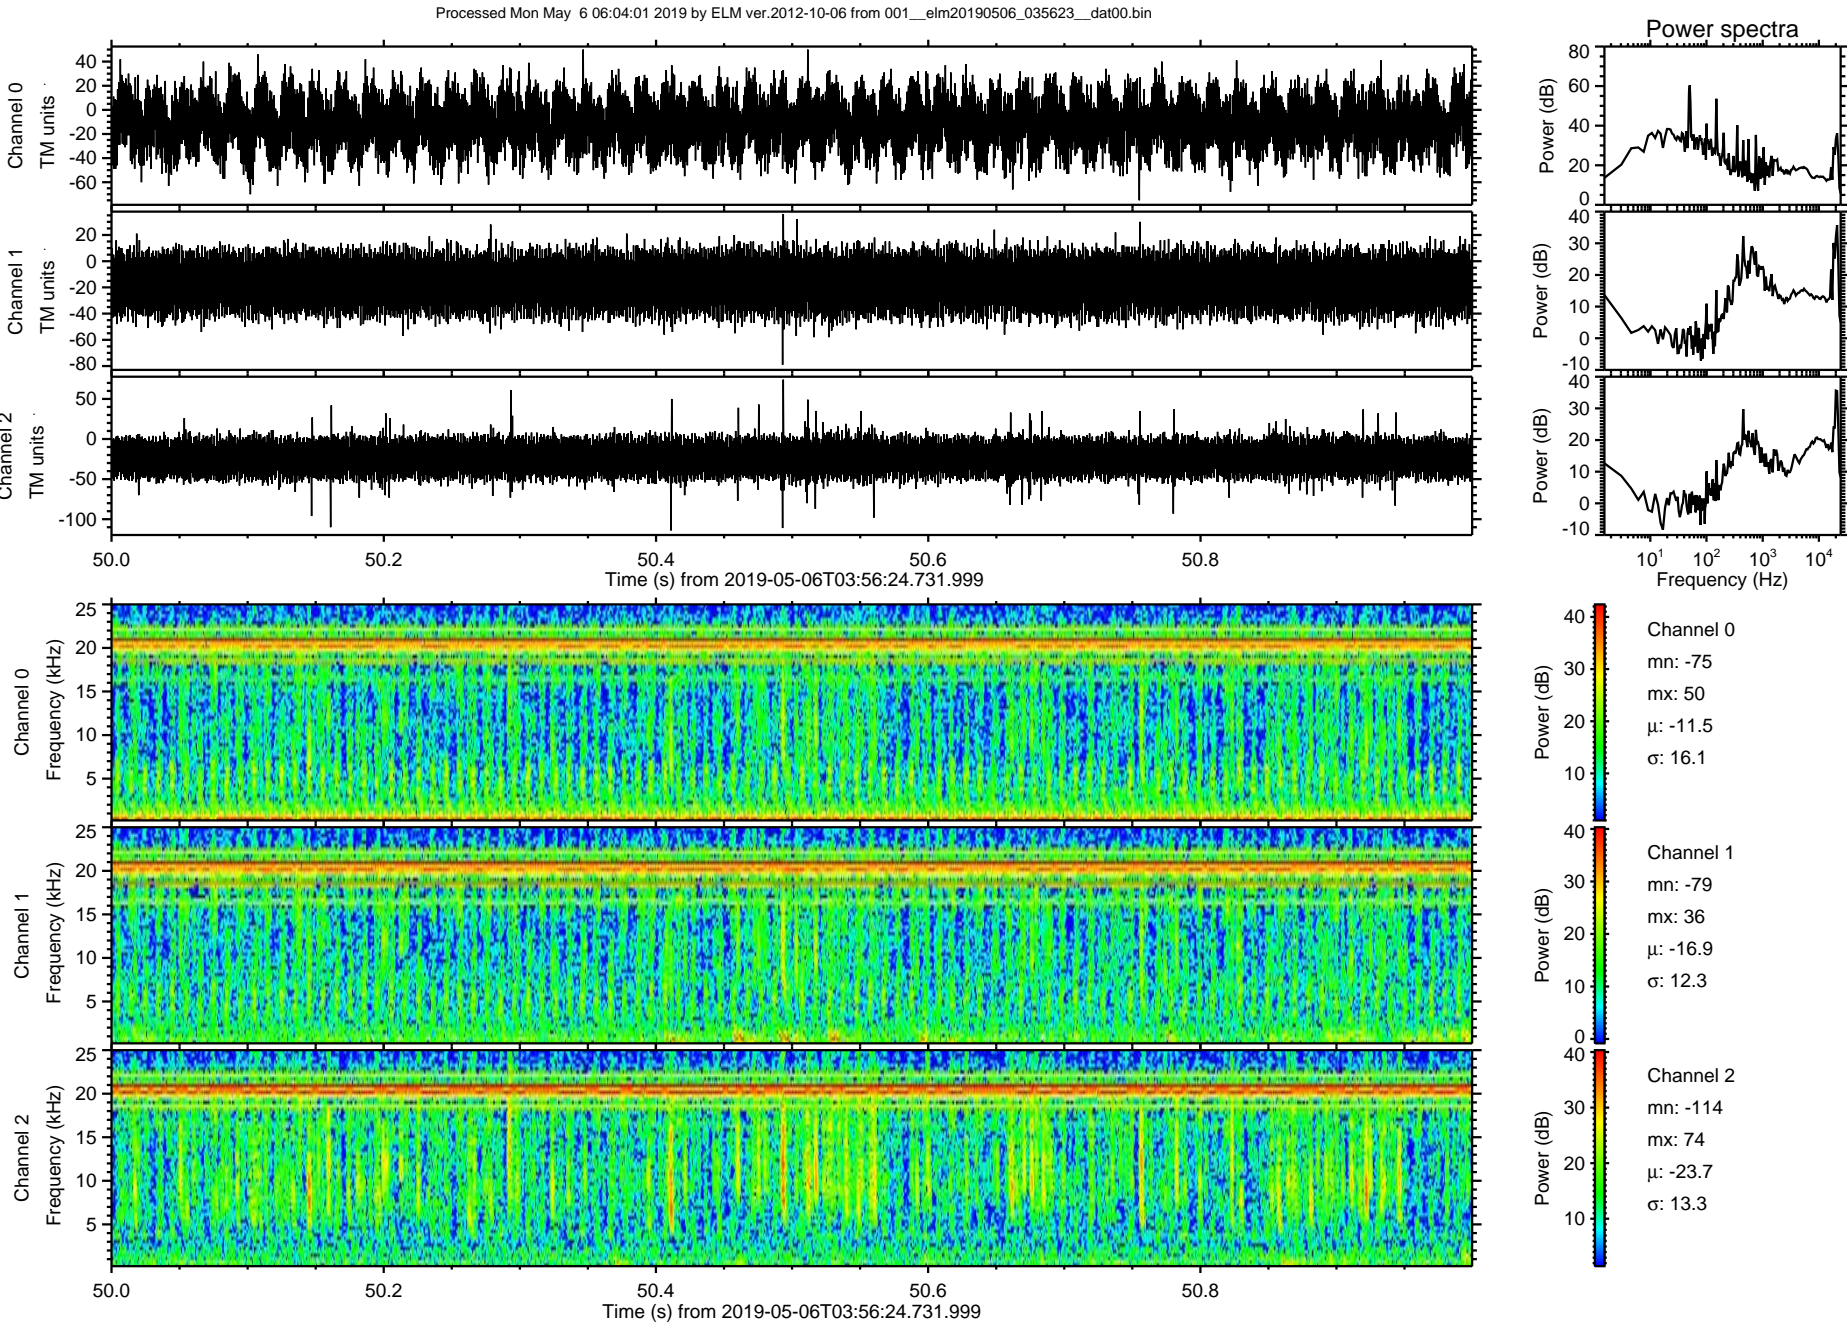 Processed Mon May  6 06:04:01 2019 by ELM ver.2012-10-06 from 001__elm20190506_035623__dat00.bin
Power spectra
Channel 0
TM units
40
20
0
-20
-40
-60
Power (dB)
80
60
40
20
0
Channel 1
TM units
20
0
-20
-40
-60
-80
Power (dB)
40
30
20
10
0
-10
Channel 2
TM units
50
0
-50
-100
Power (dB)
40
30
20
10
0
-10
50.0 50.2 50.4 50.6 50.8
Time (s) from 2019-05-06T03:56:24.731.999
10^1 10^2 10^3 10^4
Frequency (Hz)
Channel 0
Frequency (kHz)
25
20
15
10
5
Power (dB)
40
30
20
10
Channel 0
mn: -75
mx: 50
μ: -11.5
σ: 16.1
Channel 1
Frequency (kHz)
25
20
15
10
5
Power (dB)
40
30
20
10
0
Channel 1
mn: -79
mx: 36
μ: -16.9
σ: 12.3
Channel 2
Frequency (kHz)
25
20
15
10
5
Power (dB)
40
30
20
10
Channel 2
mn: -114
mx: 74
μ: -23.7
σ: 13.3
50.0 50.2 50.4 50.6 50.8
Time (s) from 2019-05-06T03:56:24.731.999